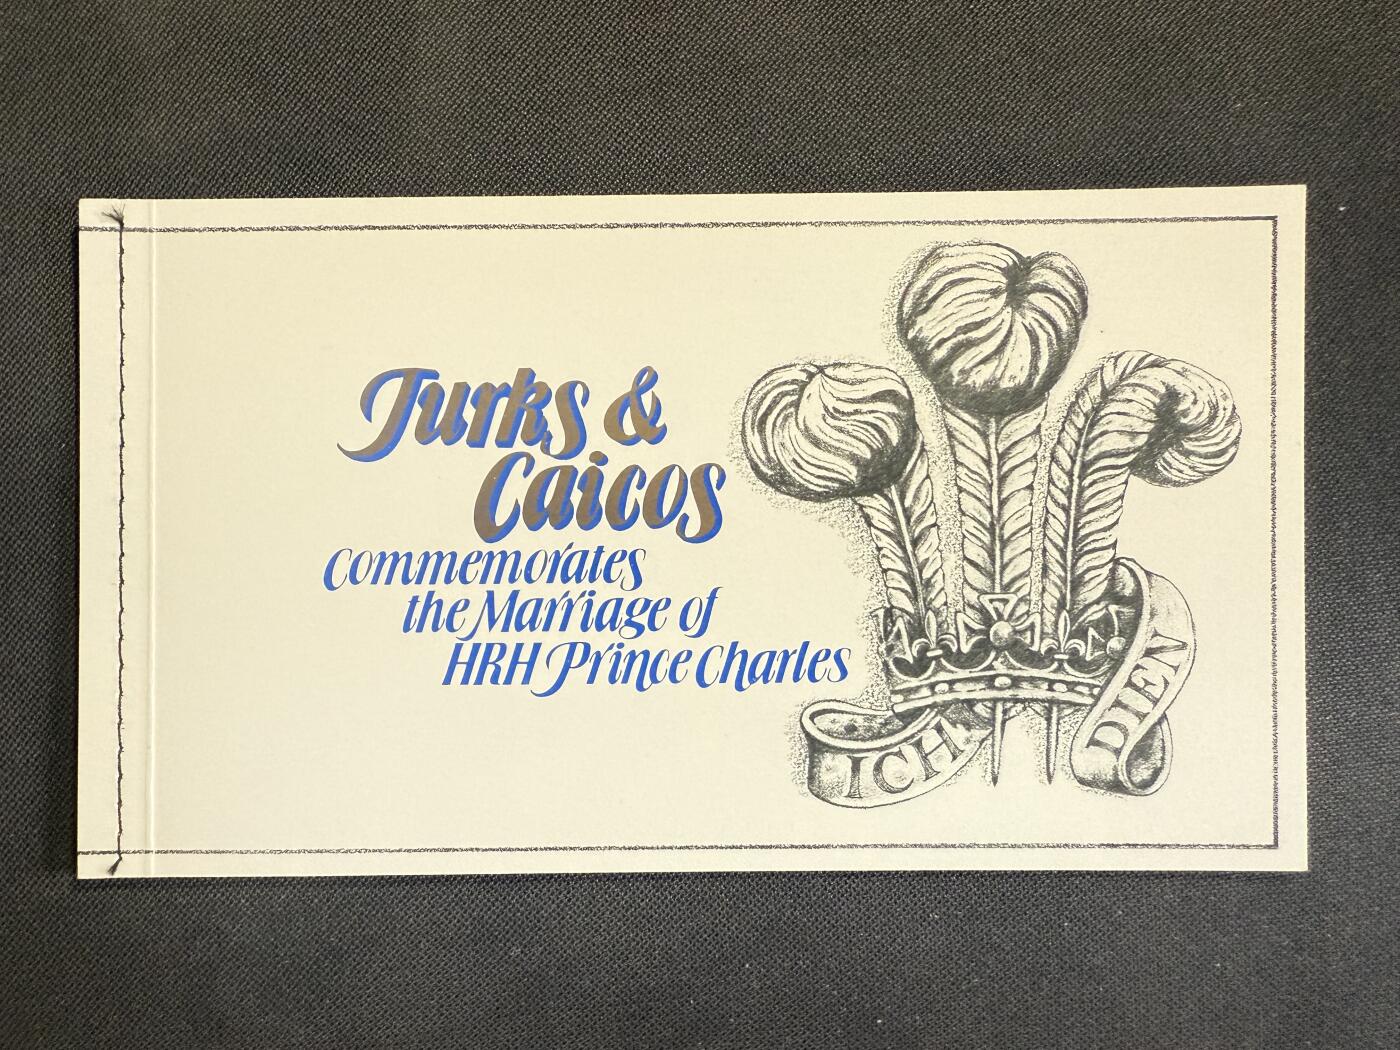 Turks &
Caicos
Commemorates
the Marriage of
HRH Prince Charles
ICH DIEN